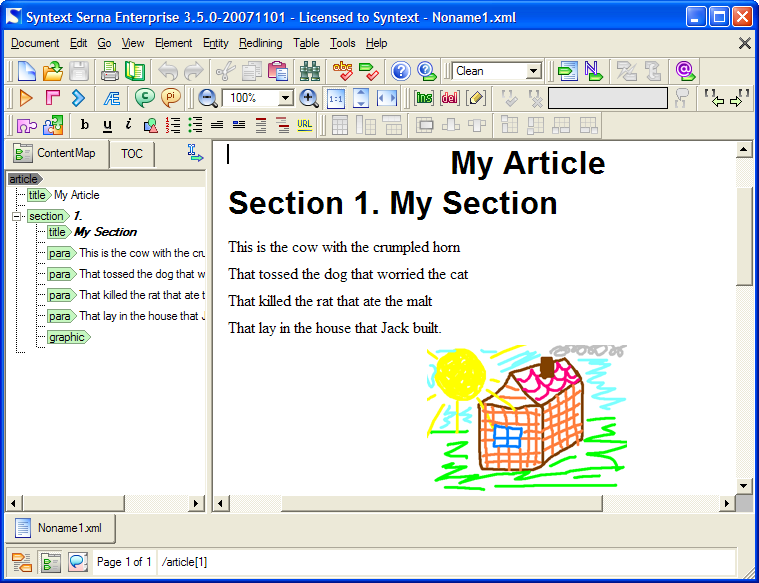 Syntext Serna Enterprise 3.5.0-20071101 - Licensed to Syntext - Noname1.xml
Document Edit Go View Element Entity Redlining Table Tools Help
abc Clean N @
Æ C pi 100% 1:1 ins del
b u i URL
ContentMap TOC
article
title My Article
section 1.
title My Section
para This is the cow with the cru
para That tossed the dog that w
para That killed the rat that ate t
para That lay in the house that J
graphic
My Article
Section 1. My Section
This is the cow with the crumpled horn
That tossed the dog that worried the cat
That killed the rat that ate the malt
That lay in the house that Jack built.
Noname1.xml
Page 1 of 1 /article[1]